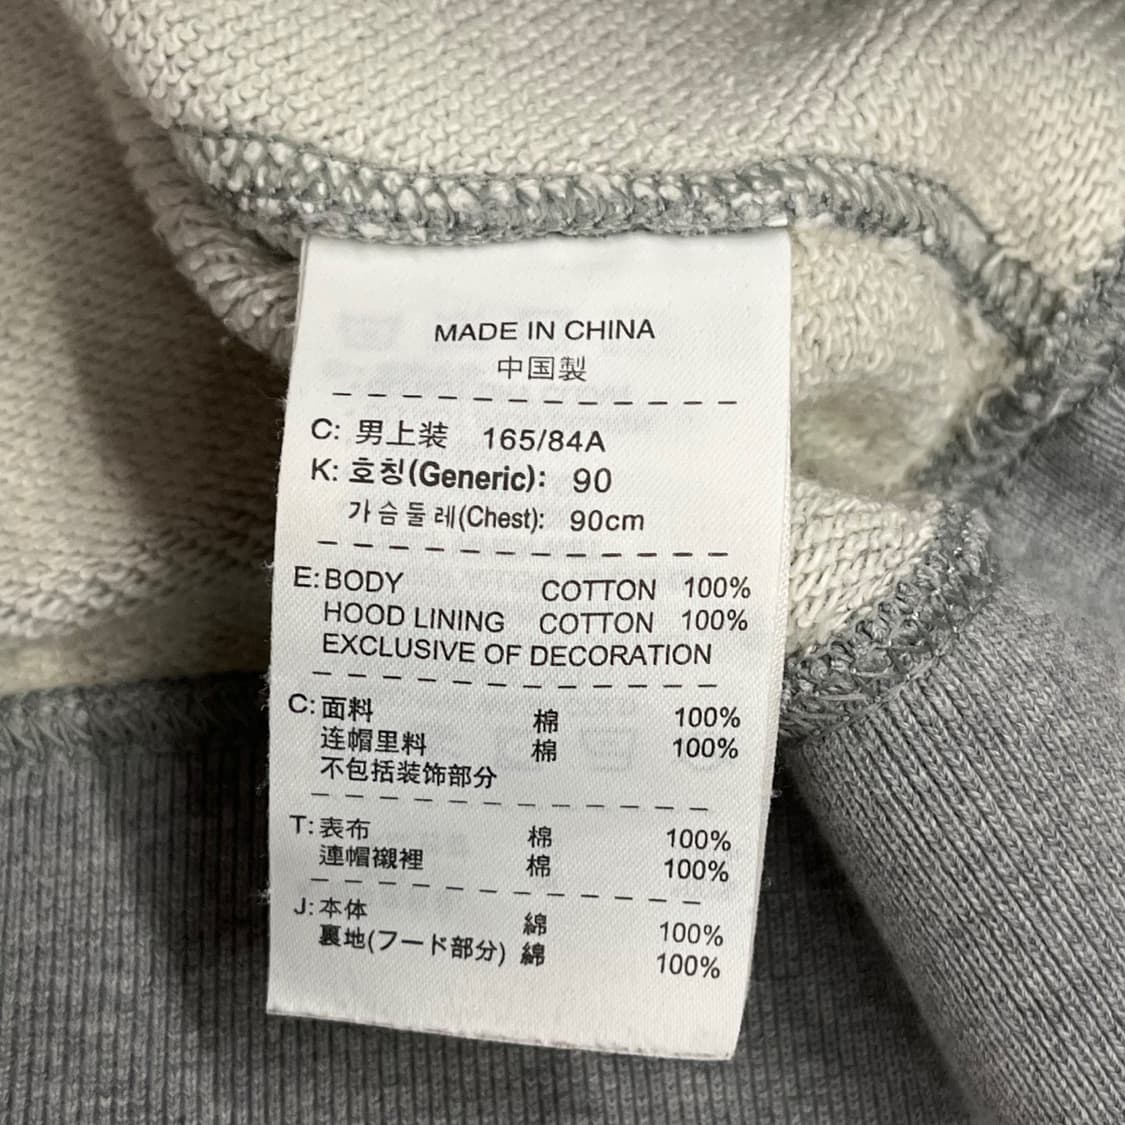 MADE IN CHINA
中国製
C: 男上装 165/84A
K: 호칭(Generic): 90
가슴둘레(Chest): 90cm
E: BODY COTTON 100%
HOOD LINING COTTON 100%
EXCLUSIVE OF DECORATION
C: 面料 棉 100%
连帽里料 棉 100%
不包括装饰部分
T: 表布 棉 100%
連帽襯裡 棉 100%
J: 本体 綿 100%
裏地(フード部分) 綿 100%